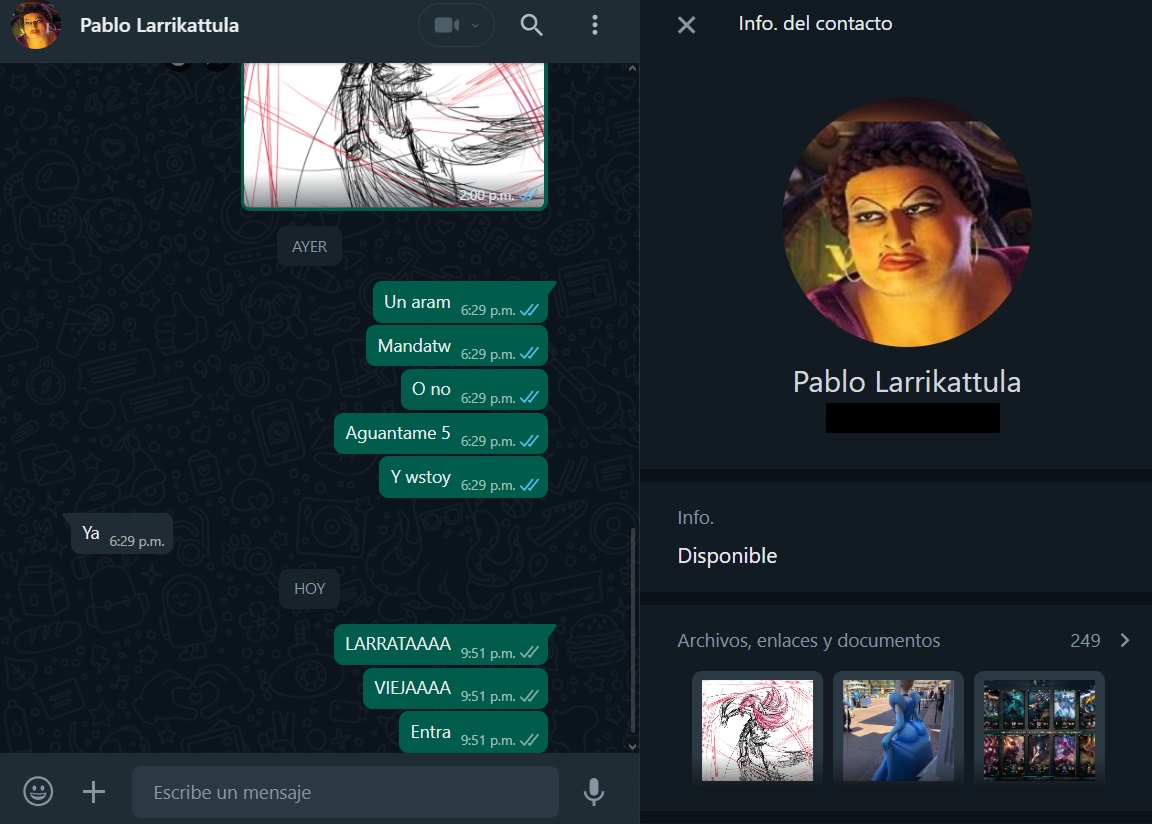 Pablo Larrikattula
2:00 p.m.
AYER
Un aram 6:29 p.m.
Mandatw 6:29 p.m.
O no 6:29 p.m.
Aguantame 5 6:29 p.m.
Y wstoy 6:29 p.m.
Ya 6:29 p.m.
HOY
LARRATAAAA 9:51 p.m.
VIEJAAAA 9:51 p.m.
Entra 9:51 p.m.
Escribe un mensaje
Info. del contacto
Pablo Larrikattula
Info.
Disponible
Archivos, enlaces y documentos 249